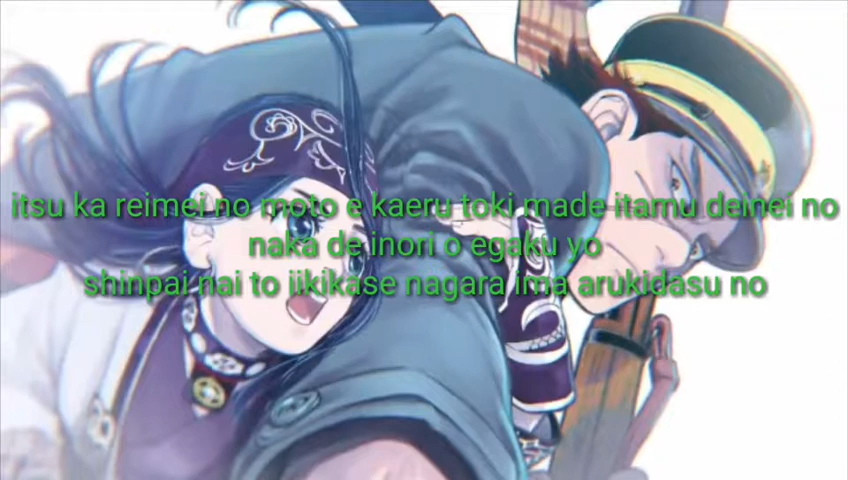 itsu ka reimei no moto e kaeru toki made itamu deinei no
naka de inori o egaku yo
shinpai nai to iikikase nagara ima arukidasu no